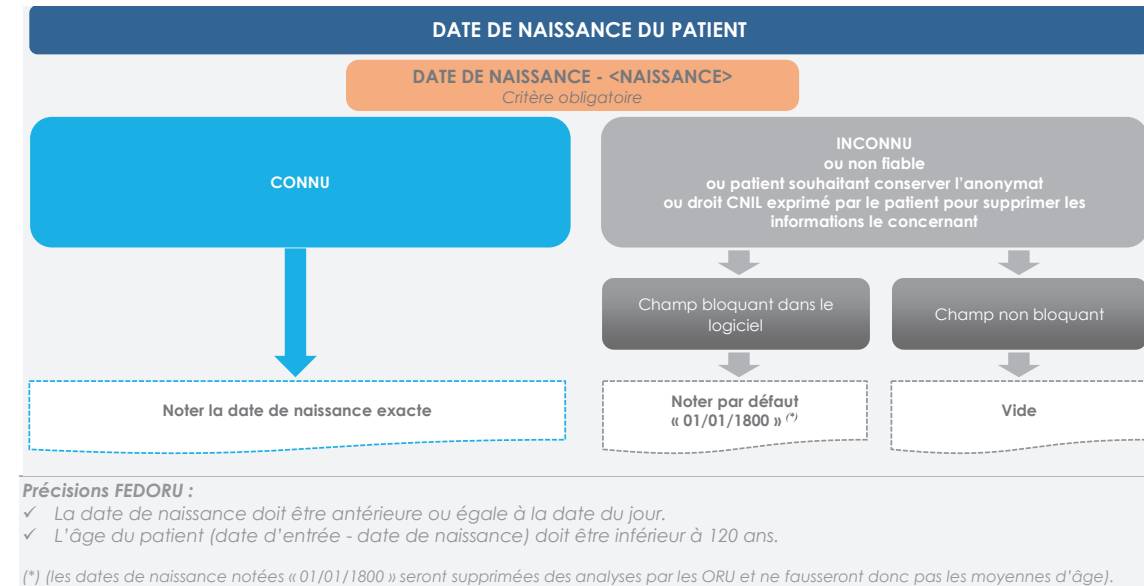 DATE DE NAISSANCE DU PATIENT
DATE DE NAISSANCE - <NAISSANCE>
Critère obligatoire
CONNU
INCONNU
ou non fiable
ou patient souhaitant conserver l'anonymat
ou droit CNIL exprimé par le patient pour supprimer les
informations le concernant
Champ bloquant dans le
logiciel
Champ non bloquant
Noter la date de naissance exacte
Noter par défaut
« 01/01/1800 » (*)
Vide
Précisions FEDORU :
✓ La date de naissance doit être antérieure ou égale à la date du jour.
✓ L'âge du patient (date d'entrée - date de naissance) doit être inférieur à 120 ans.
(*) (les dates de naissance notées « 01/01/1800 » seront supprimées des analyses par les ORU et ne fausseront donc pas les moyennes d'âge).